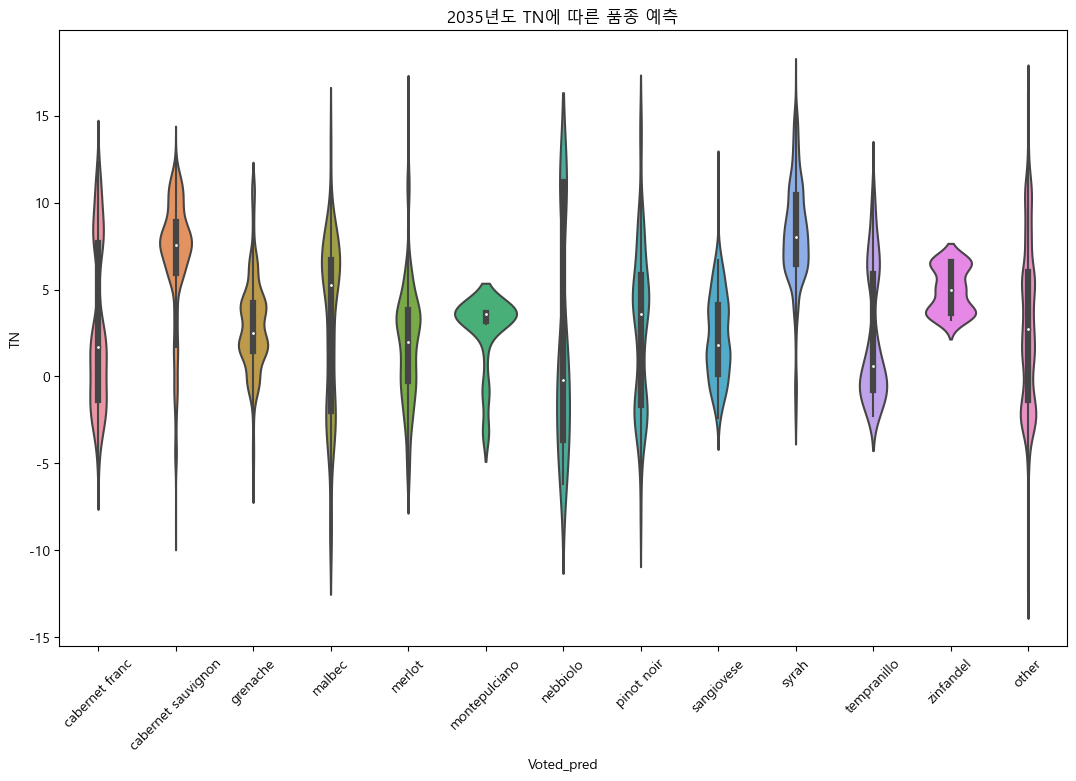 2035년도 TN에 따른 품종 예측
TN
15
10
5
0
-5
-10
-15
cabernet franc
cabernet sauvignon
grenache
malbec
merlot
montepulciano
nebbiolo
pinot noir
sangiovese
syrah
tempranillo
zinfandel
other
Voted_pred